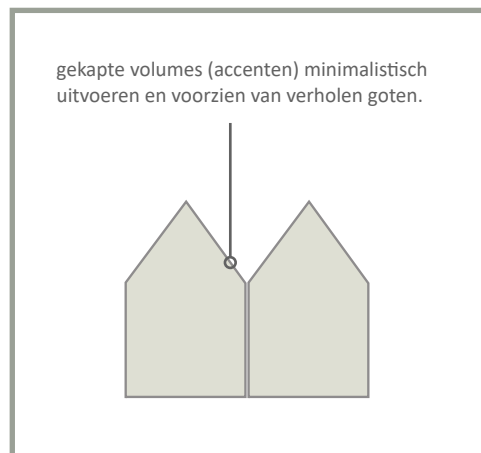 gekapte volumes (accenten) minimalistisch
uitvoeren en voorzien van verholen goten.